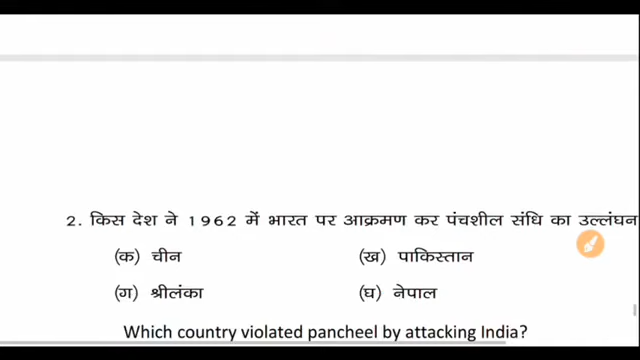 2. किस देश ने 1962 में भारत पर आक्रमण कर पंचशील संधि का उल्लंघन
(क) चीन (ख) पाकिस्तान
(ग) श्रीलंका (घ) नेपाल
Which country violated pancheel by attacking India?